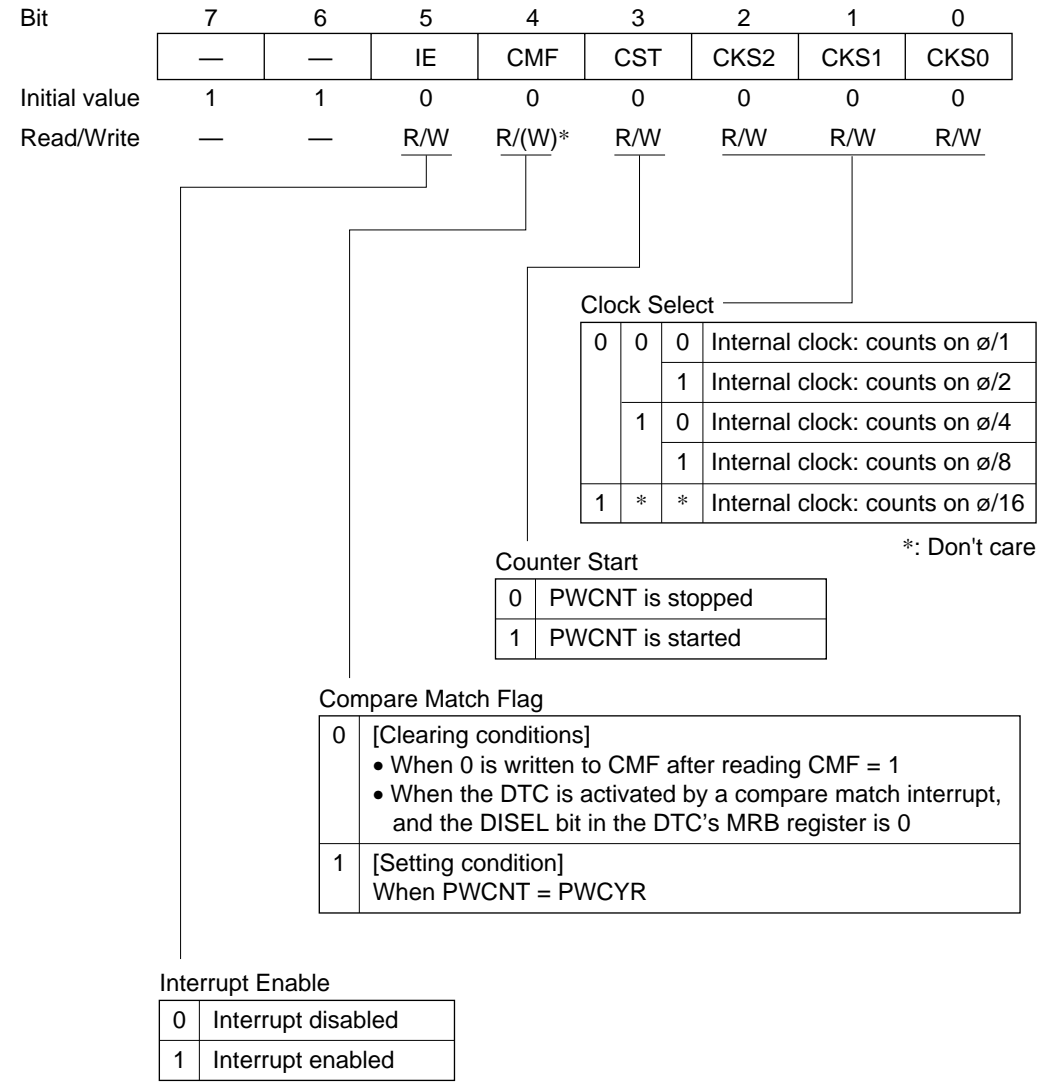 Bit 7 6 5 4 3 2 1 0
— — IE CMF CST CKS2 CKS1 CKS0
Initial value 1 1 0 0 0 0 0 0
Read/Write — — R/W R/(W)* R/W R/W R/W R/W
Clock Select
0 0 0 Internal clock: counts on ø/1
1 Internal clock: counts on ø/2
1 0 Internal clock: counts on ø/4
1 Internal clock: counts on ø/8
1 * * Internal clock: counts on ø/16
*: Don't care
Counter Start
0 PWCNT is stopped
1 PWCNT is started
Compare Match Flag
0 [Clearing conditions]
• When 0 is written to CMF after reading CMF = 1
• When the DTC is activated by a compare match interrupt,
and the DISEL bit in the DTC's MRB register is 0
1 [Setting condition]
When PWCNT = PWCYR
Interrupt Enable
0 Interrupt disabled
1 Interrupt enabled